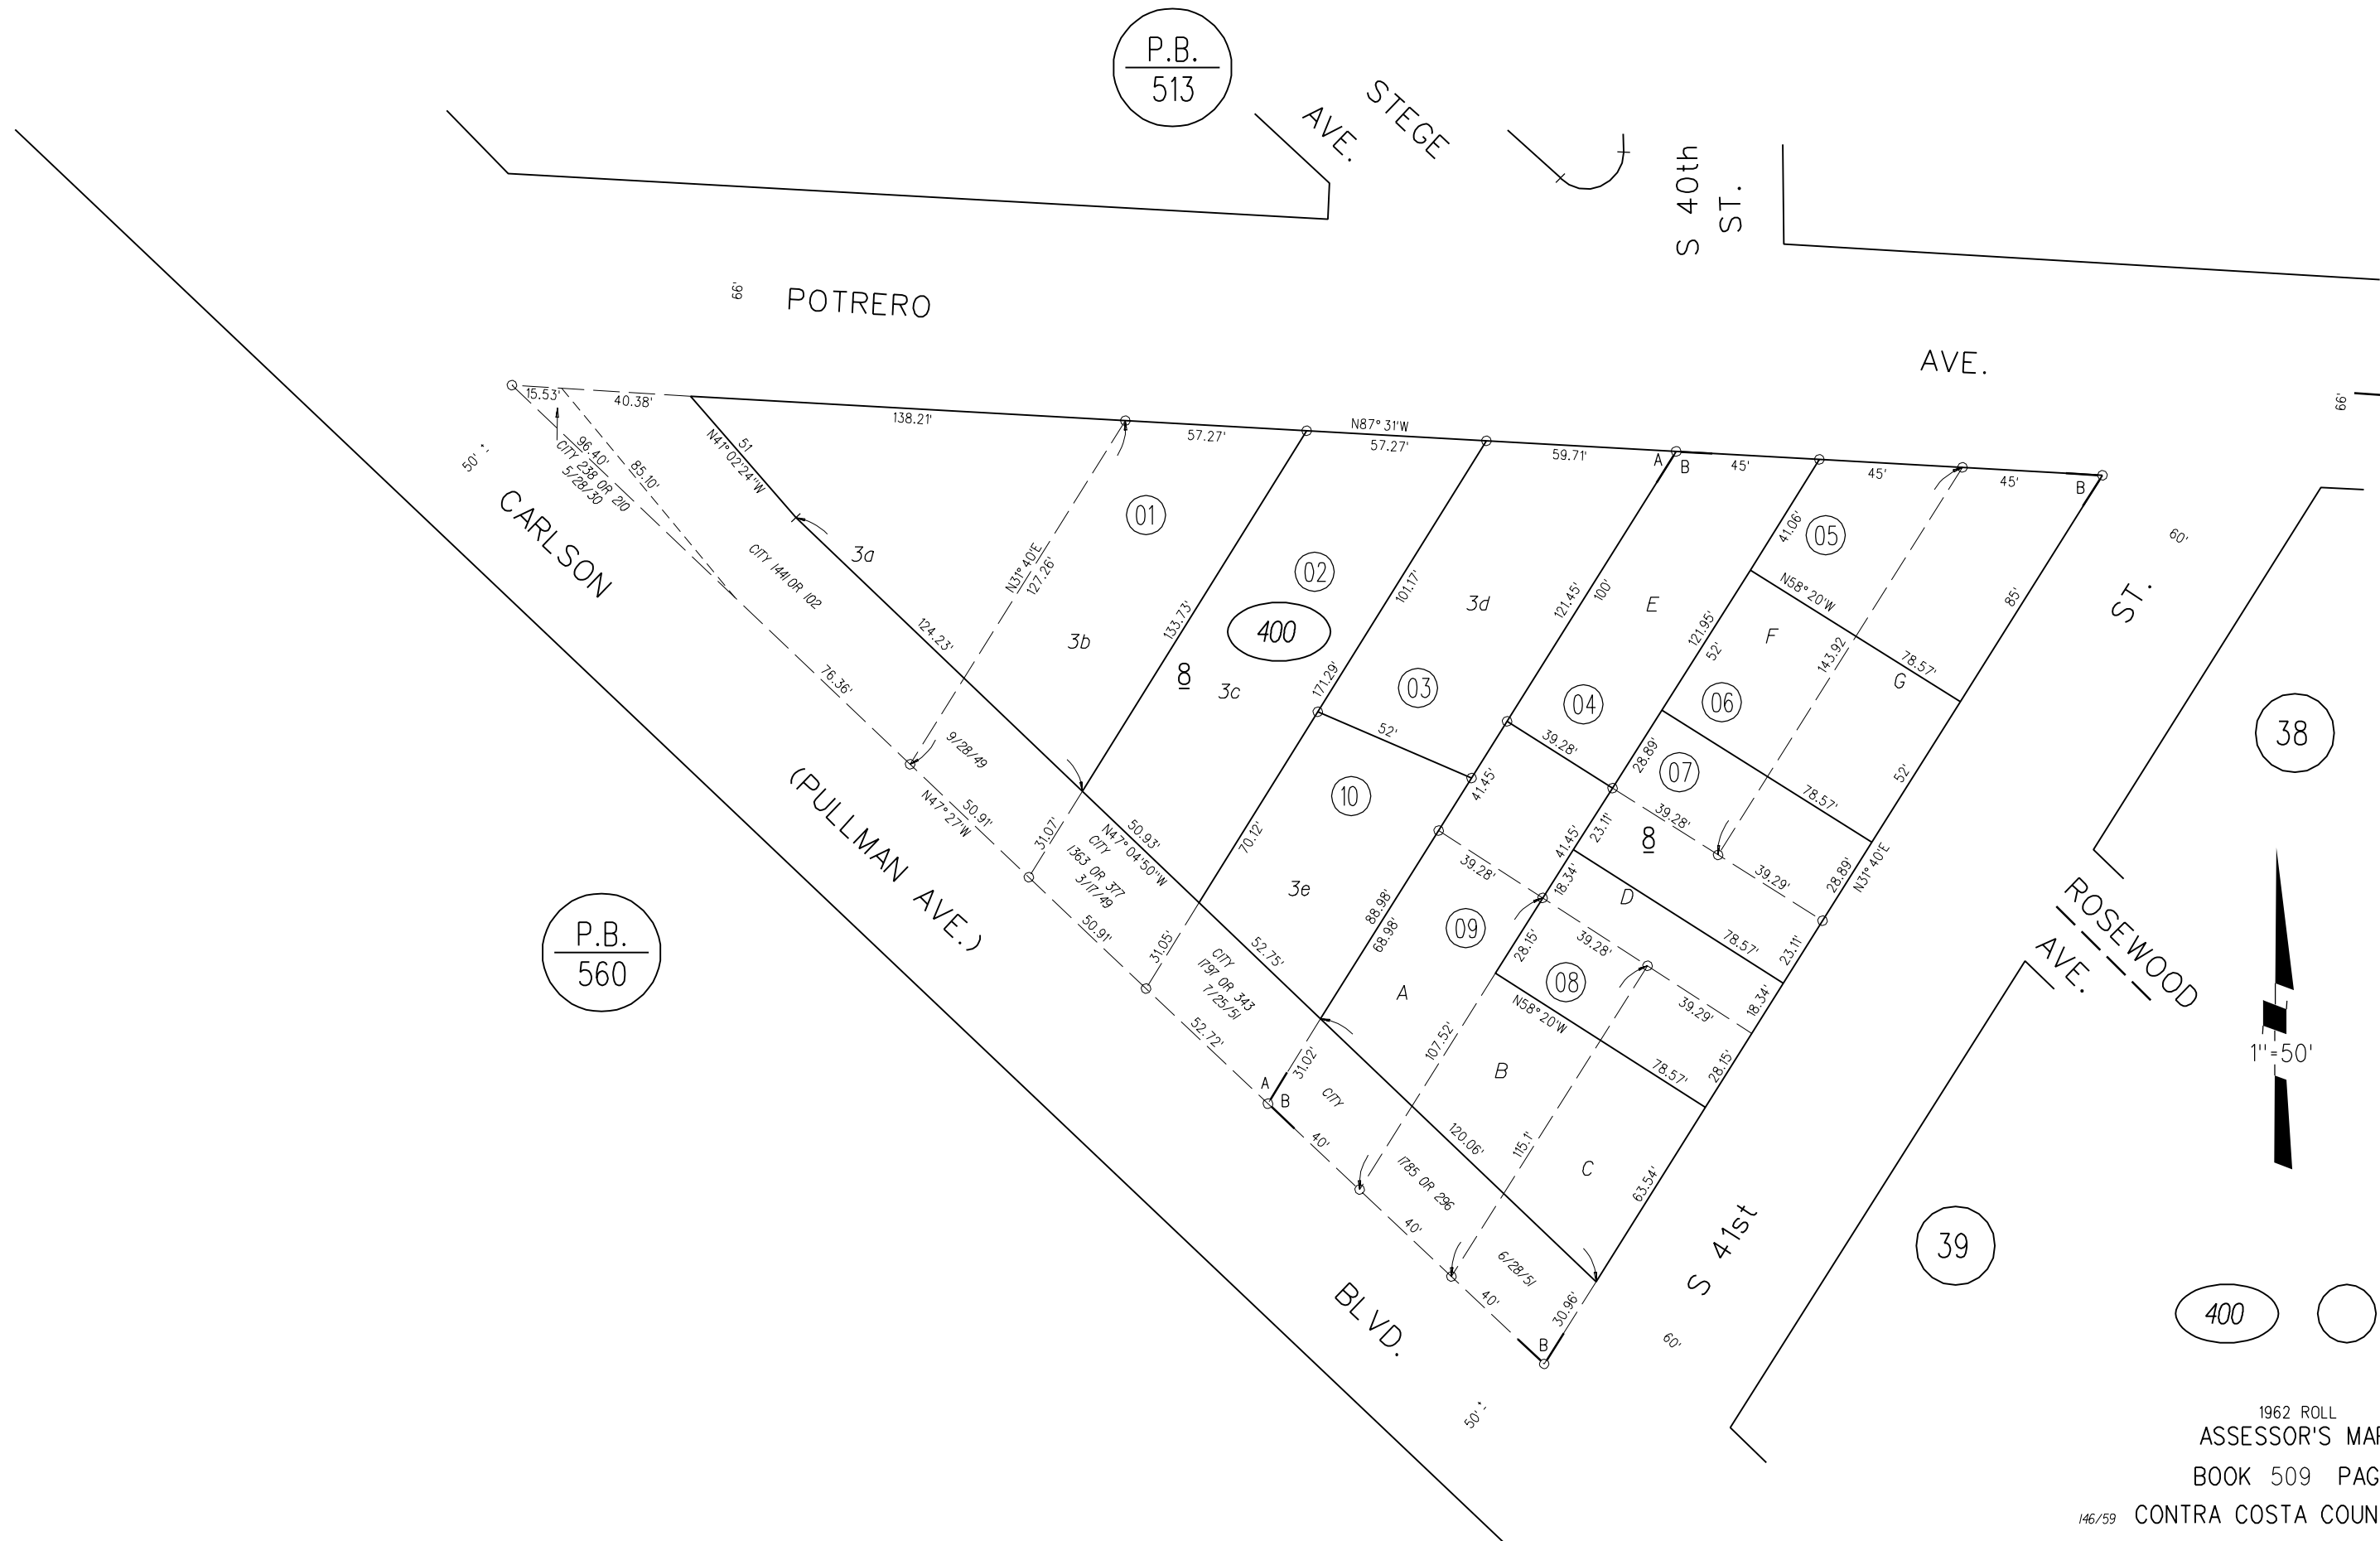 P.B.
513
STEGE
AVE.
S 40th
ST.
66'
POTRERO
AVE.
66'
15.53'
40.38'
138.21'
57.27'
N87°31'W
57.27'
59.71'
A
B
45'
45'
45'
B
50' ±
96.40'
CITY 238 OR 210
5/28/30
85.10'
51
N41°02'24"W
CARLSON
CITY 1441 OR 102
3a
01
N31°40'E
127.26'
124.23'
3b
133.73'
02
400
8
3c
101.17'
171.29'
3d
03
52'
121.45'
100'
E
04
39.28'
41.06'
05
N58°20'W
121.95'
52'
F
143.92
78.57'
G
85'
60'
ST.
06
28.89'
07
52'
78.57'
38
76.36'
9/28/49
50.91'
N47°27'W
(PULLMAN AVE.)
31.07'
50.93'
N47°04'50"W
CITY
1363 OR 377
3/17/49
50.91'
10
41.45'
70.12'
3e
39.28'
41.45'
23.11'
39.28'
8
39.29'
28.89'
N31°40'E
ROSEWOOD
AVE.
18.34'
D
88.98'
68.98'
09
28.15'
39.28'
08
78.57'
23.11'
39.29'
18.34'
P.B.
560
31.05'
52.75'
CITY
1797 OR 343
7/25/51
52.72'
A
N58°20'W
107.52'
B
78.57'
28.15'
1"=50'
31.02'
A
B
CITY
40'
120.06'
115.1'
C
63.54'
1785 OR 296
40'
6/28/51
40'
30.96'
B
S 41st
60'
39
BLVD.
50' ±
400
1962 ROLL
ASSESSOR'S MAP
BOOK 509 PAG
146/59 CONTRA COSTA COUN